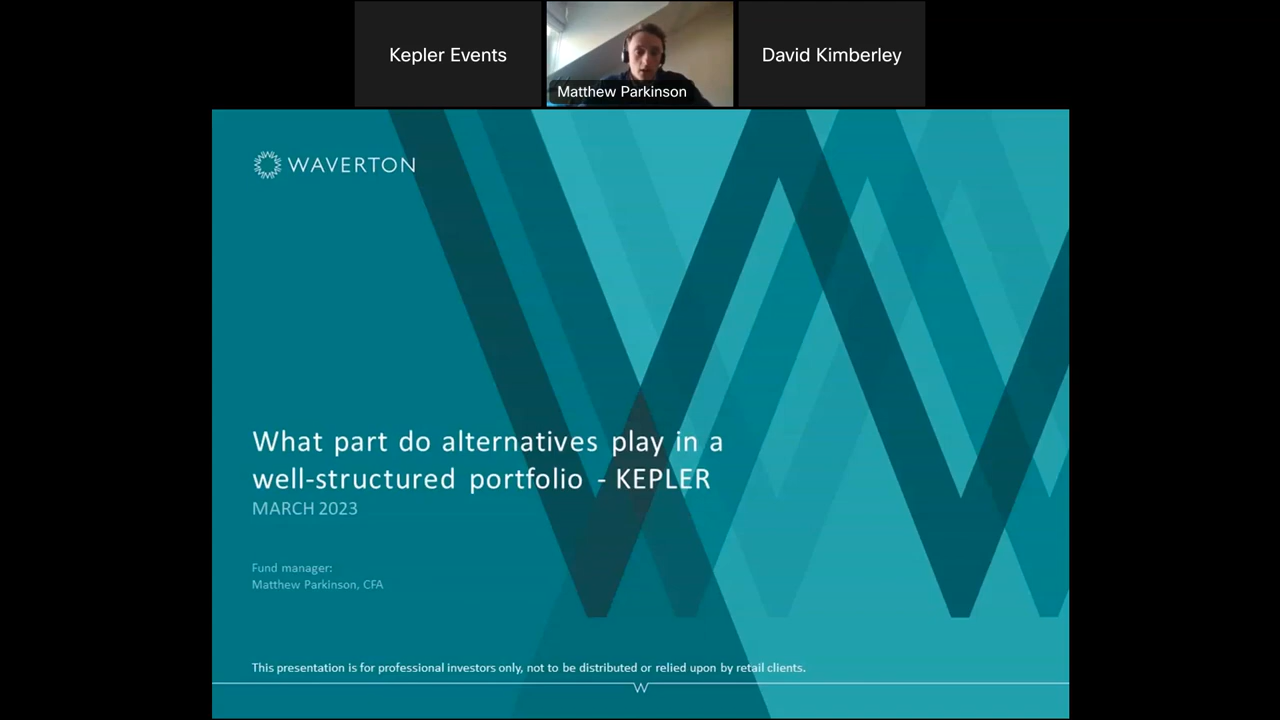 Kepler Events
Matthew Parkinson
David Kimberley
WAVERTON
What part do alternatives play in a
well-structured portfolio - KEPLER
MARCH 2023
Fund manager:
Matthew Parkinson, CFA
This presentation is for professional investors only, not to be distributed or relied upon by retail clients.